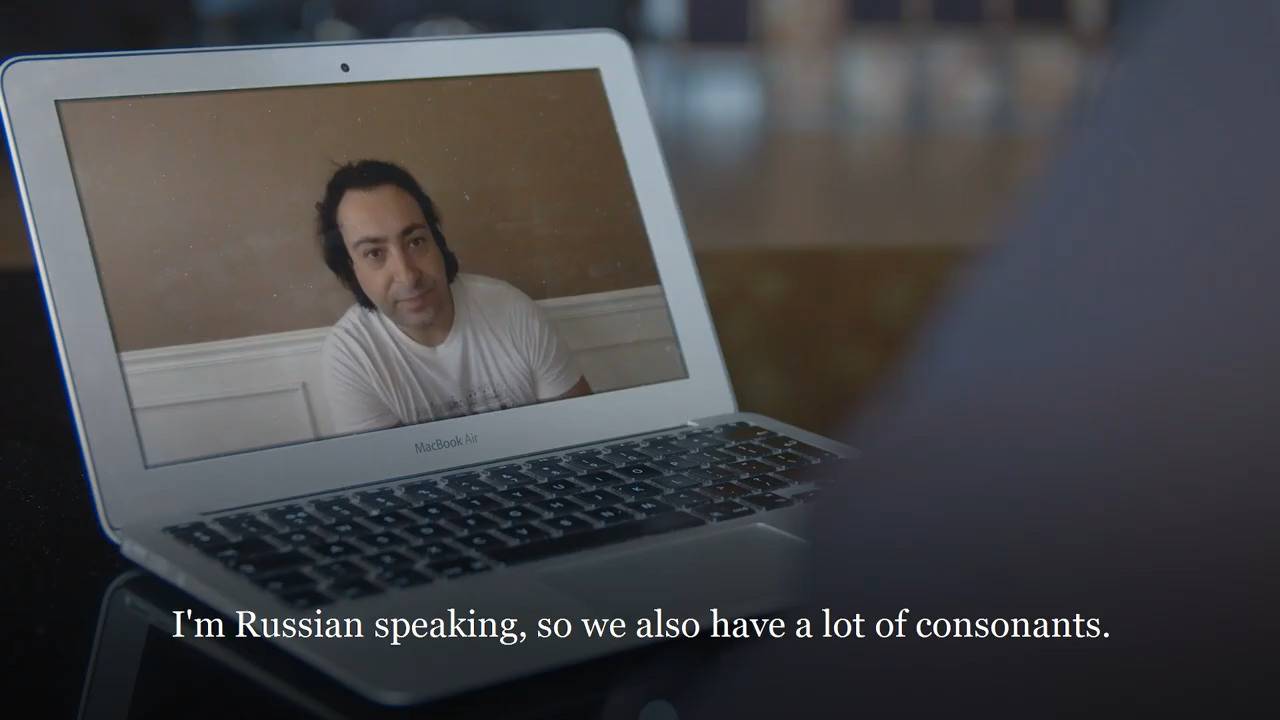 MacBook Air
I'm Russian speaking, so we also have a lot of consonants.